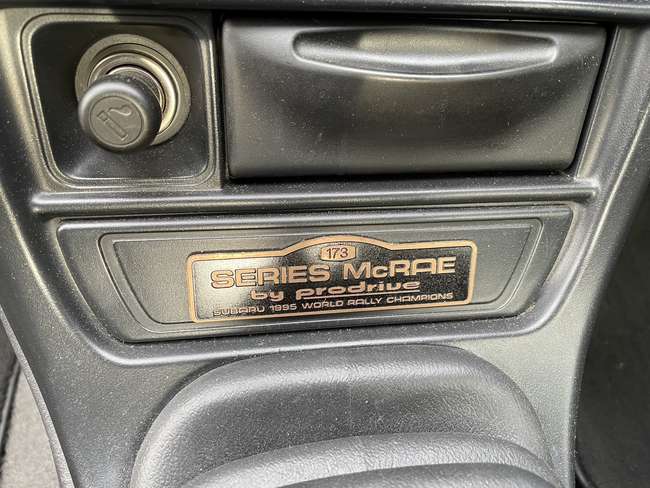 173
SERIES McRAE
by prodrive
SUBARU 1995 WORLD RALLY CHAMPIONS